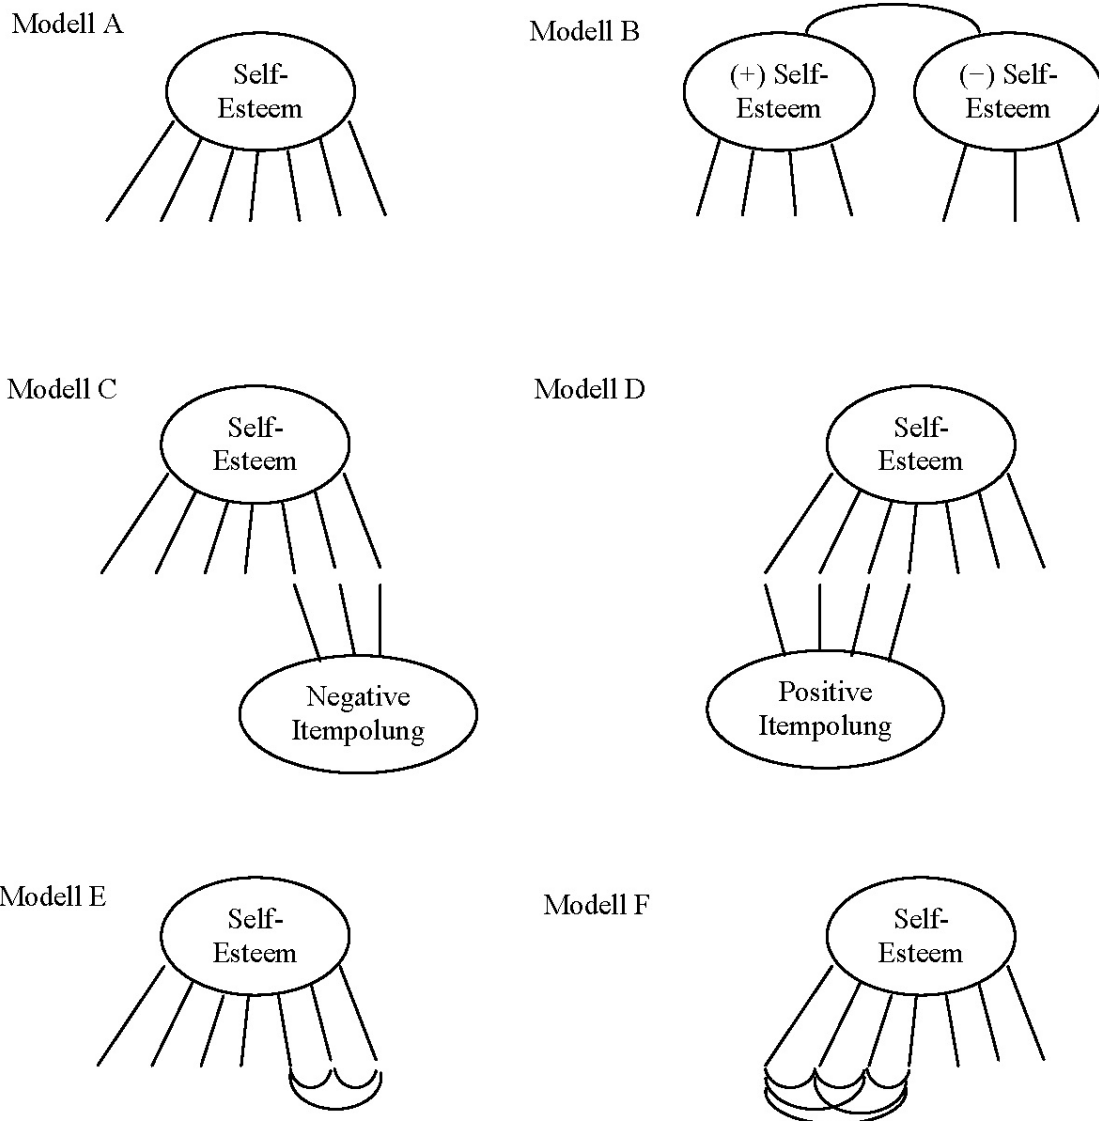 Modell A
Self-
Esteem
Modell B
(+) Self-
Esteem
(−) Self-
Esteem
Modell C
Self-
Esteem
Negative
Itempolung
Modell D
Self-
Esteem
Positive
Itempolung
Modell E
Self-
Esteem
Modell F
Self-
Esteem